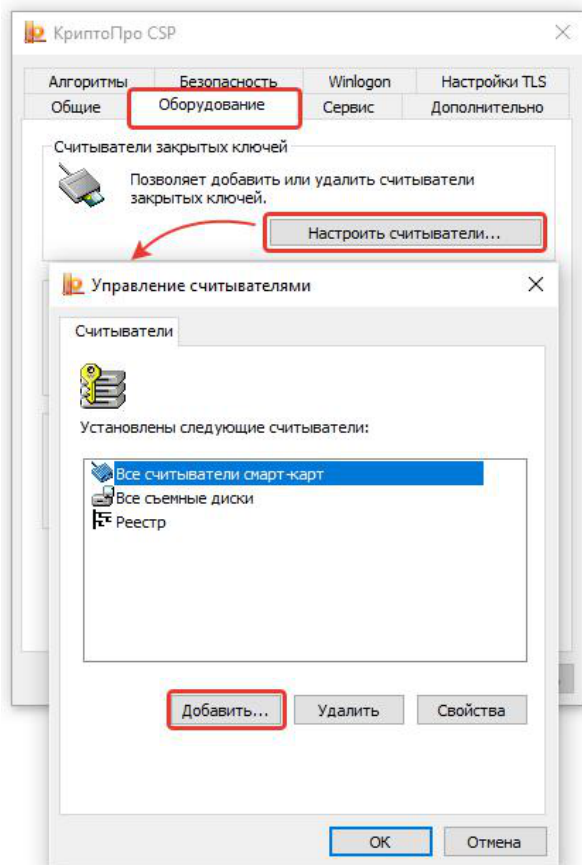 КриптоПро CSP
Алгоритмы Безопасность Winlogon Настройки TLS
Общие Оборудование Сервис Дополнительно
Считыватели закрытых ключей
Позволяет добавить или удалить считыватели
закрытых ключей.
Настроить считыватели...
Управление считывателями
Считыватели
Установлены следующие считыватели:
Все считыватели смарт-карт
Все съемные диски
Реестр
Добавить... Удалить Свойства
ОК Отмена